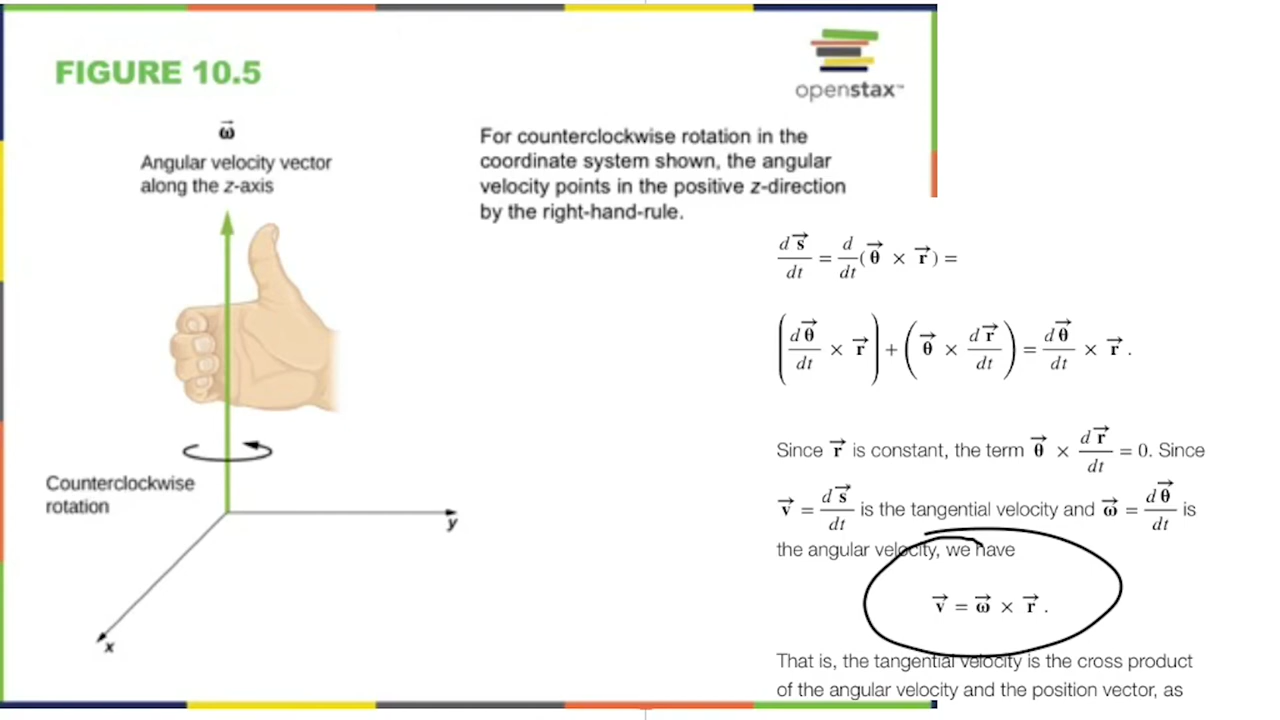 FIGURE 10.5
openstax™
ω⃗
Angular velocity vector
along the z-axis
Counterclockwise
rotation
y
x
For counterclockwise rotation in the
coordinate system shown, the angular
velocity points in the positive z-direction
by the right-hand-rule.
ds⃗/dt = d/dt(θ⃗ × r⃗) =
(dθ⃗/dt × r⃗) + (θ⃗ × dr⃗/dt) = dθ⃗/dt × r⃗ .
Since r⃗ is constant, the term θ⃗ × dr⃗/dt = 0. Since
v⃗ = ds⃗/dt is the tangential velocity and ω⃗ = dθ⃗/dt is
the angular velocity, we have
v⃗ = ω⃗ × r⃗ .
That is, the tangential velocity is the cross product
of the angular velocity and the position vector, as